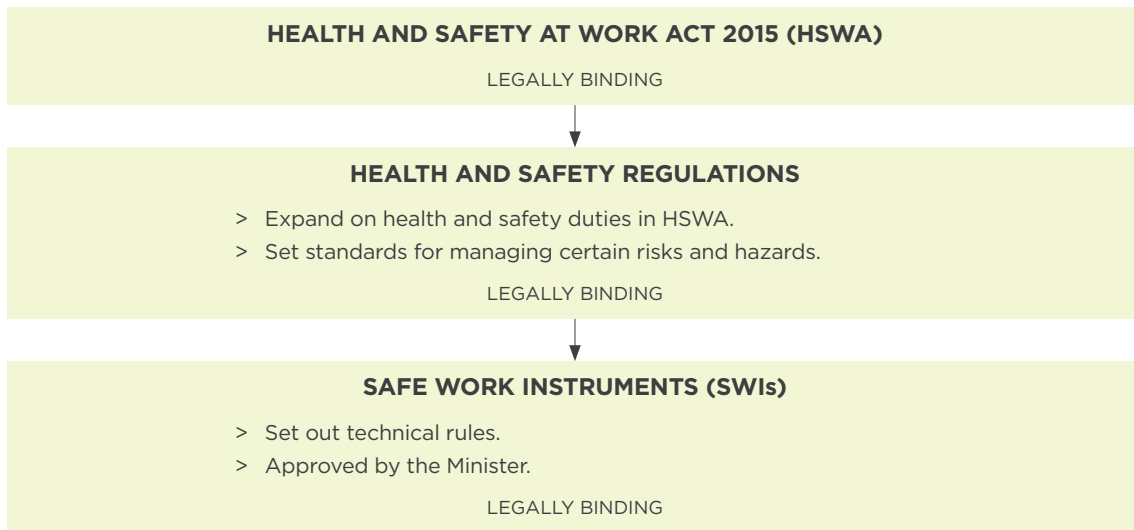 HEALTH AND SAFETY AT WORK ACT 2015 (HSWA)
LEGALLY BINDING
HEALTH AND SAFETY REGULATIONS
> Expand on health and safety duties in HSWA.
> Set standards for managing certain risks and hazards.
LEGALLY BINDING
SAFE WORK INSTRUMENTS (SWIs)
> Set out technical rules.
> Approved by the Minister.
LEGALLY BINDING